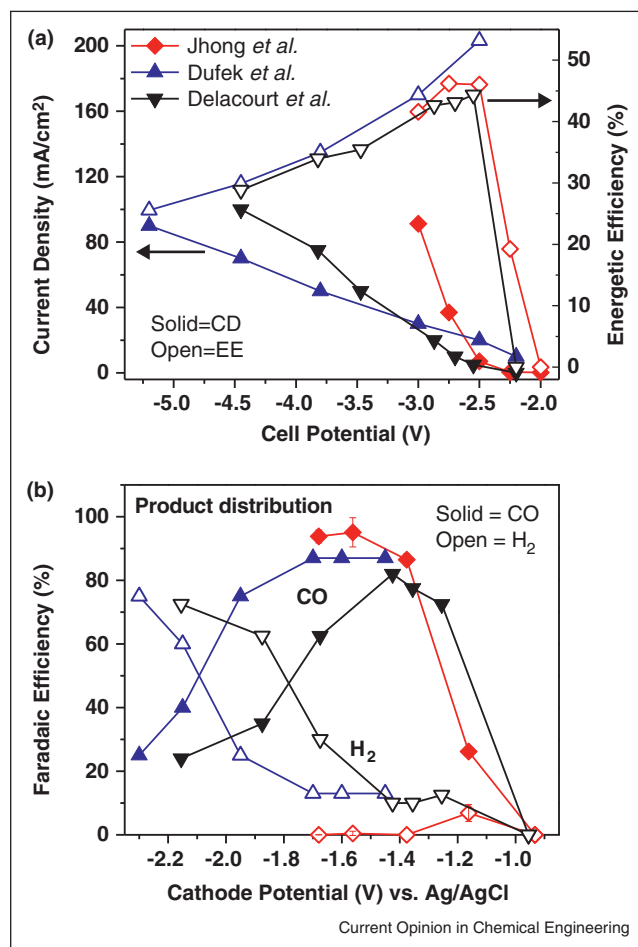 (a)
200
160
120
80
40
0
Current Density (mA/cm²)
Jhong et al.
Dufek et al.
Delacourt et al.
Solid=CD
Open=EE
50
40
30
20
10
0
Energetic Efficiency (%)
-5.0 -4.5 -4.0 -3.5 -3.0 -2.5 -2.0
Cell Potential (V)
(b)
Product distribution
Solid = CO
Open = H₂
100
80
60
40
20
0
Faradaic Efficiency (%)
CO
H₂
-2.2 -2.0 -1.8 -1.6 -1.4 -1.2 -1.0
Cathode Potential (V) vs. Ag/AgCl
Current Opinion in Chemical Engineering